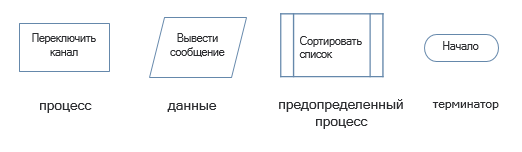 Переключить
канал
Вывести
сообщение
Сортировать
список
Начало
процесс
данные
предопределенный
процесс
терминатор